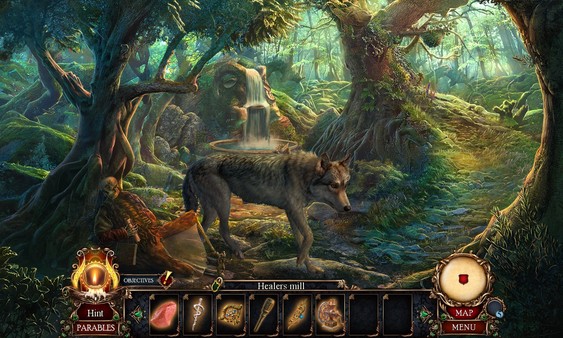 OBJECTIVES
Healers mill
Hint
PARABLES
MAP
MENU